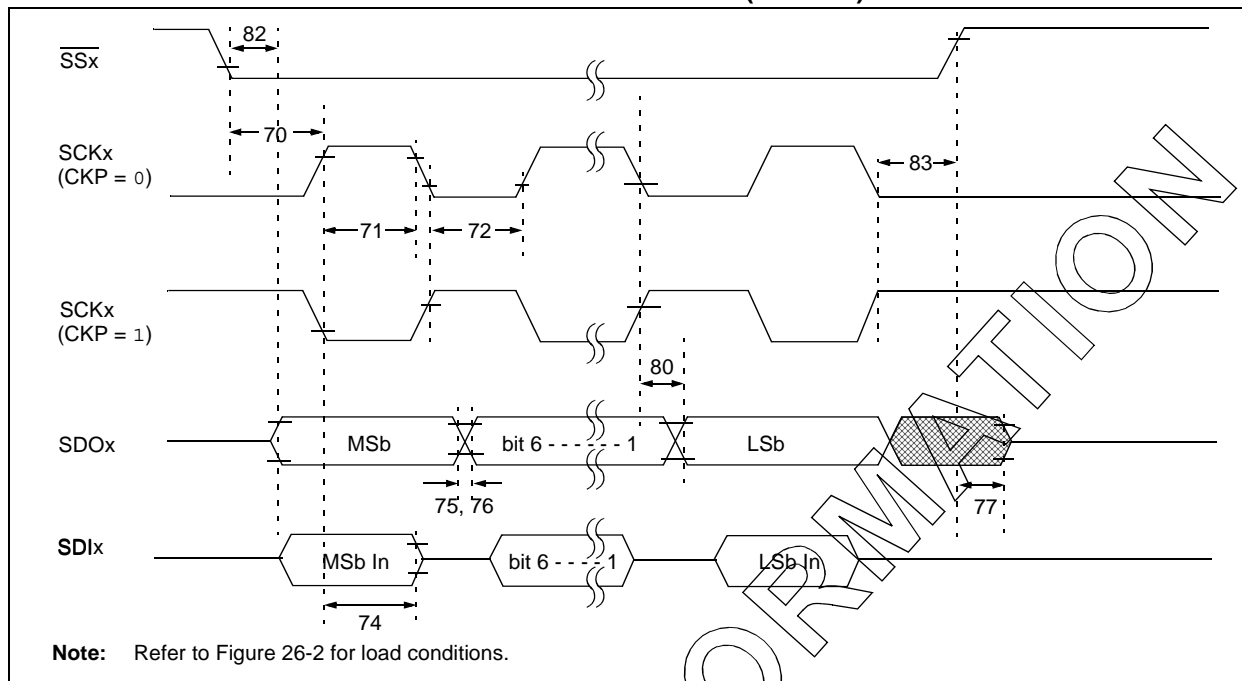 82
SSx
70
SCKx
(CKP = 0)
83
71
72
SCKx
(CKP = 1)
80
SDOx
MSb
bit 6 - - - - - - 1
LSb
75, 76
77
SDIx
MSb In
bit 6 - - - - 1
LSb In
74
Note: Refer to Figure 26-2 for load conditions.
ORMATION